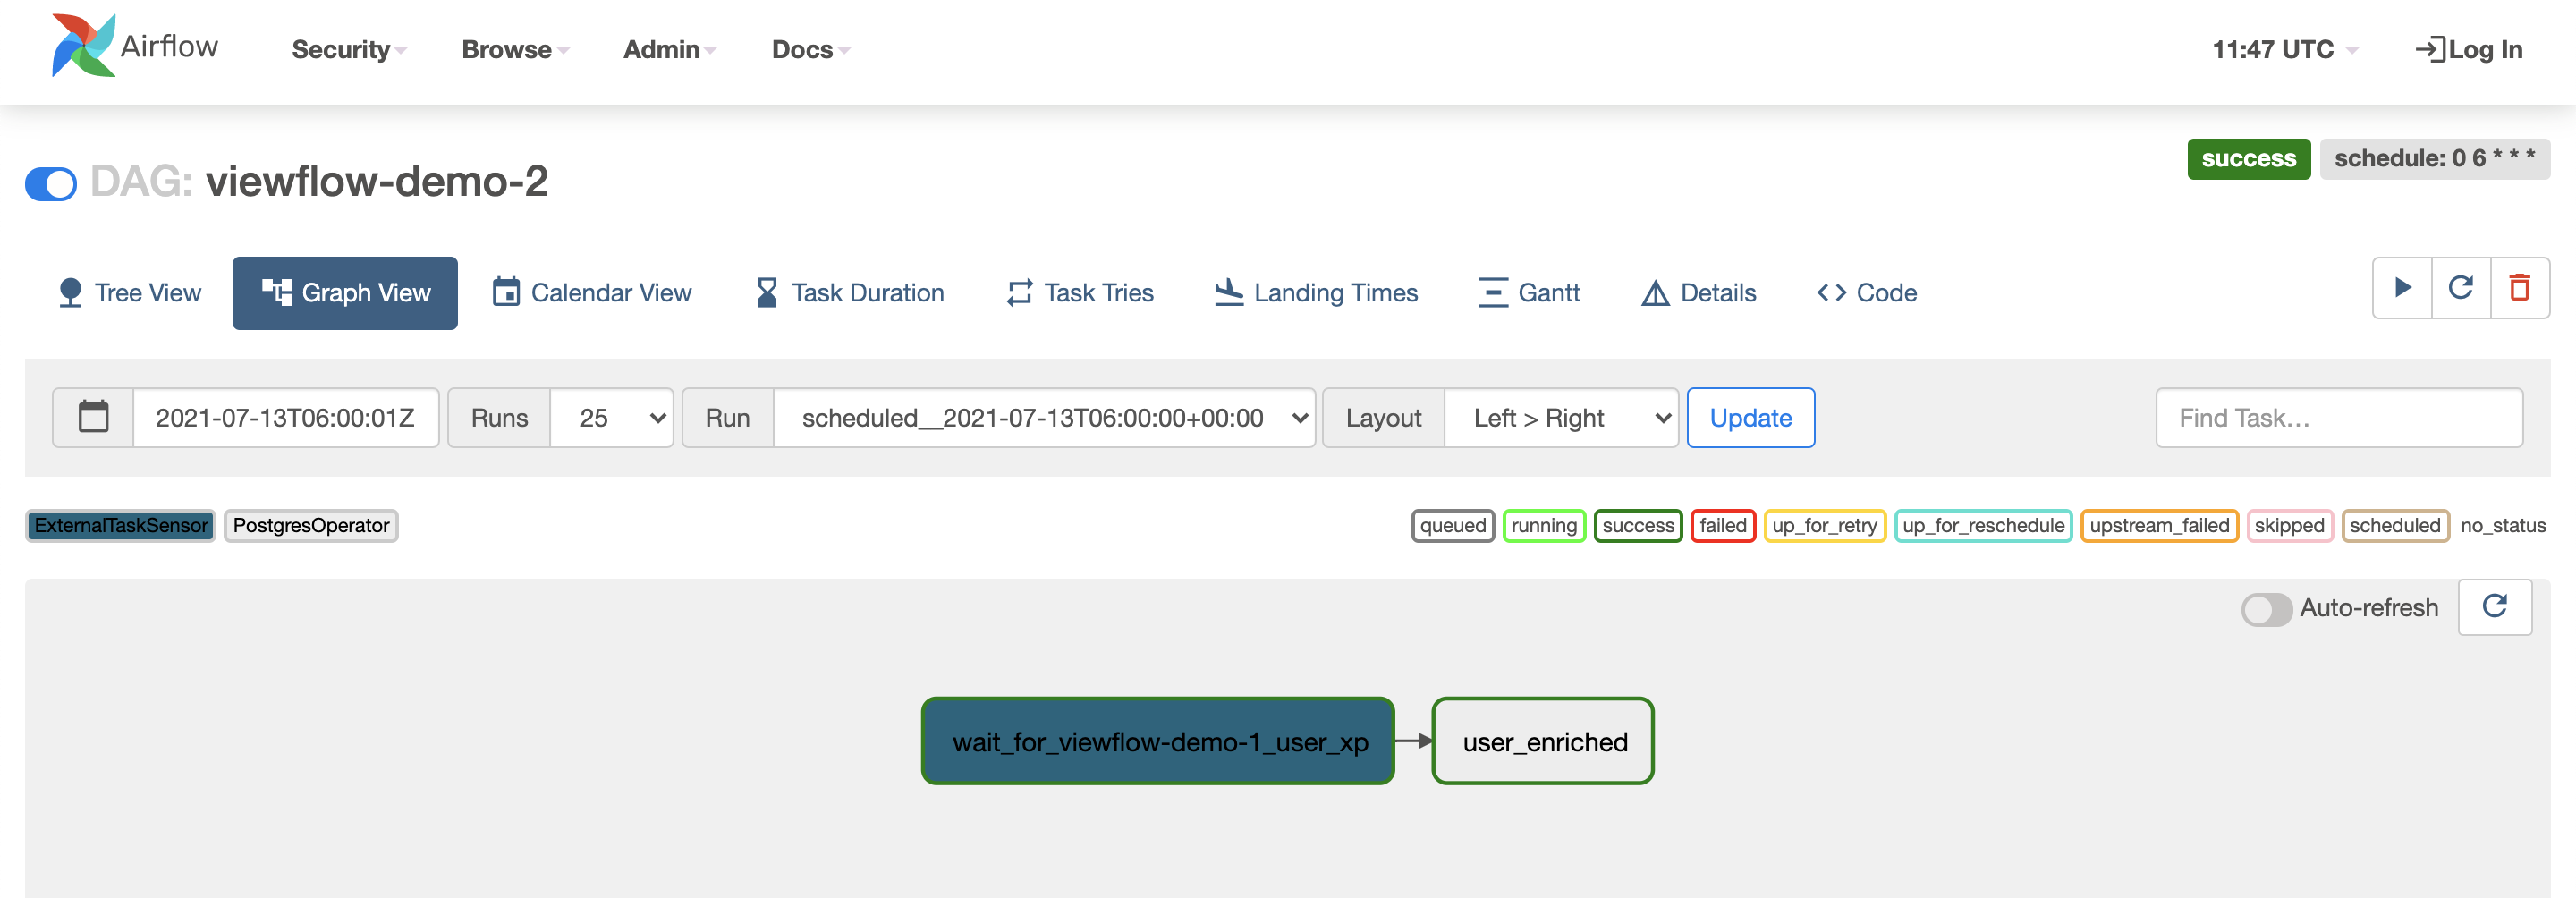 Airflow Security Browse Admin Docs 11:47 UTC Log In
success schedule: 0 6 * * *
DAG: viewflow-demo-2
Tree View Graph View Calendar View Task Duration Task Tries Landing Times Gantt Details <> Code
2021-07-13T06:00:01Z Runs 25 Run scheduled__2021-07-13T06:00:00+00:00 Layout Left > Right Update Find Task...
ExternalTaskSensor PostgresOperator queued running success failed up_for_retry up_for_reschedule upstream_failed skipped scheduled no_status
Auto-refresh
wait_for_viewflow-demo-1_user_xp user_enriched